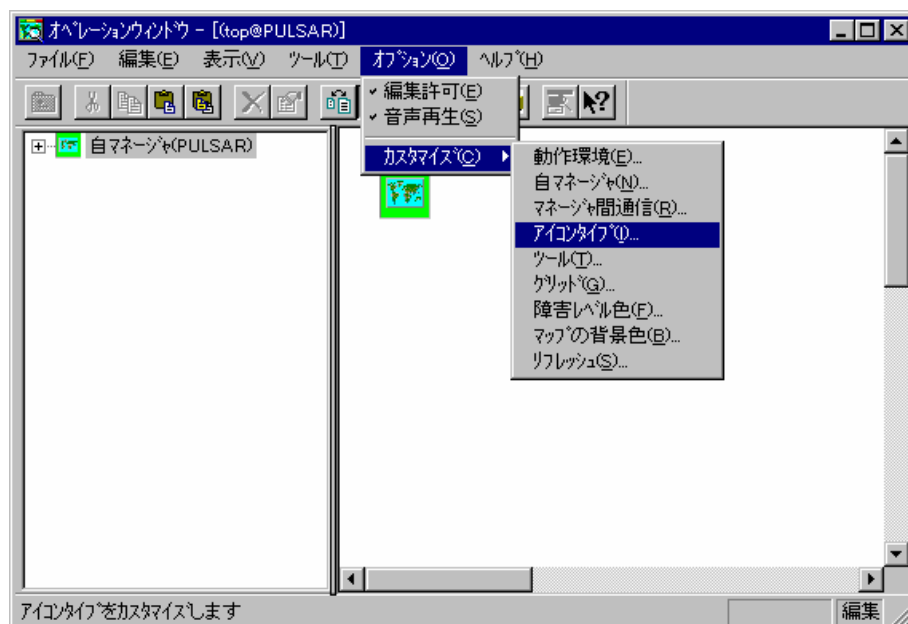 ｵﾍﾟﾚｰｼｮﾝｳｨﾝﾄﾞｳ - [(top@PULSAR)]
ﾌｧｲﾙ(F) 編集(E) 表示(V) ﾂｰﾙ(T) ｵﾌﾟｼｮﾝ(O) ﾍﾙﾌﾟ(H)
編集許可(E)
音声再生(S)
ｶｽﾀﾏｲｽﾞ(C)
自ﾏﾈｰｼﾞｬ(PULSAR)
動作環境(E)...
自ﾏﾈｰｼﾞｬ(N)...
ﾏﾈｰｼﾞｬ間通信(R)...
ｱｲｺﾝﾀｲﾌﾟ(I)...
ﾂｰﾙ(T)...
ｸﾞﾘｯﾄﾞ(G)...
障害ﾚﾍﾞﾙ色(F)...
ﾏｯﾌﾟの背景色(B)...
ﾘﾌﾚｯｼｭ(S)...
ｱｲｺﾝﾀｲﾌﾟをｶｽﾀﾏｲｽﾞします
編集